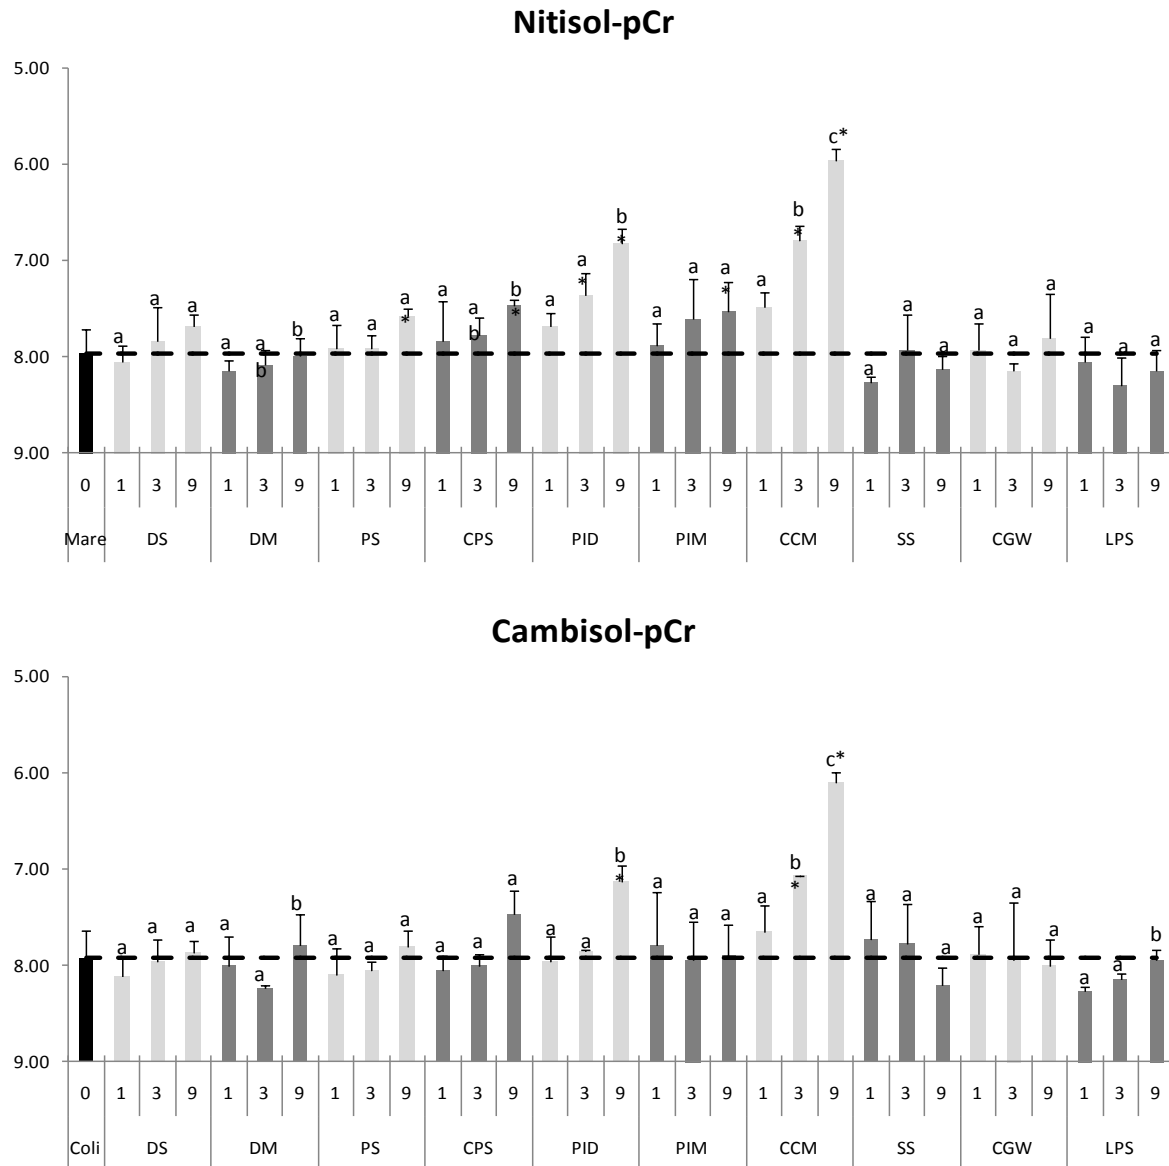 Nitisol-pCr
5.00
c*
6.00
b
*
b
*
a
*
7.00
a
a
a
a
*
a
a
a
a
a
*
a
a
a
b
*
a
a
a
a
b
a
a
a
b
a
b
a
a
a
a
a
a
8.00
9.00
0 1 3 9 1 3 9 1 3 9 1 3 9 1 3 9 1 3 9 1 3 9 1 3 9 1 3 9 1 3 9
Mare DS DM PS CPS PID PIM CCM SS CGW LPS
Cambisol-pCr
5.00
c*
6.00
7.00
b
*
b
*
a
a
a
a
a
a
a
a
a
b
a
a
a
a
a
a
a
a
a
a
a
a
a
b
a
a
a
8.00
9.00
0 1 3 9 1 3 9 1 3 9 1 3 9 1 3 9 1 3 9 1 3 9 1 3 9 1 3 9 1 3 9
Coli DS DM PS CPS PID PIM CCM SS CGW LPS